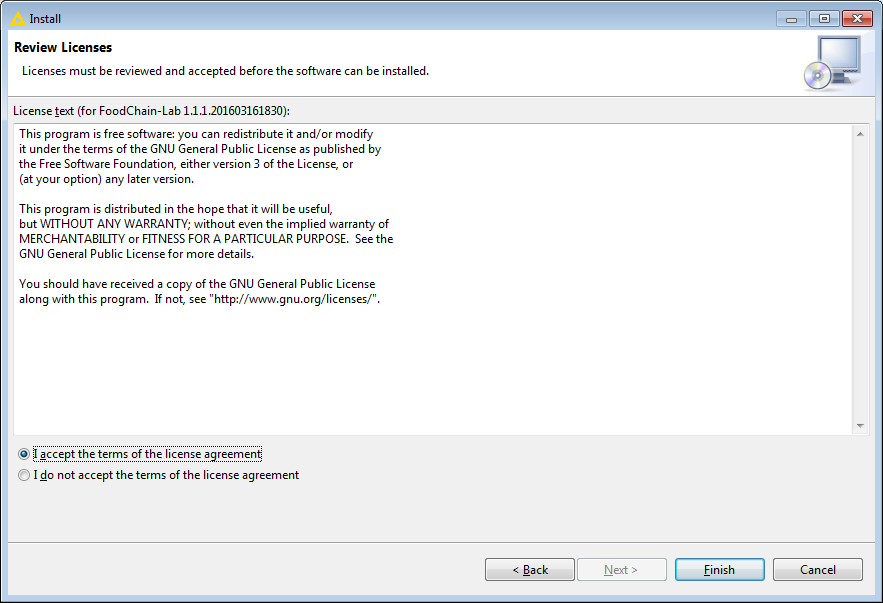 Install
Review Licenses
Licenses must be reviewed and accepted before the software can be installed.
License text (for FoodChain-Lab 1.1.1.201603161830):
This program is free software: you can redistribute it and/or modify
it under the terms of the GNU General Public License as published by
the Free Software Foundation, either version 3 of the License, or
(at your option) any later version.
This program is distributed in the hope that it will be useful,
but WITHOUT ANY WARRANTY; without even the implied warranty of
MERCHANTABILITY or FITNESS FOR A PARTICULAR PURPOSE.  See the
GNU General Public License for more details.
You should have received a copy of the GNU General Public License
along with this program.  If not, see "http://www.gnu.org/licenses/".
I accept the terms of the license agreement
I do not accept the terms of the license agreement
< Back Next > Finish Cancel